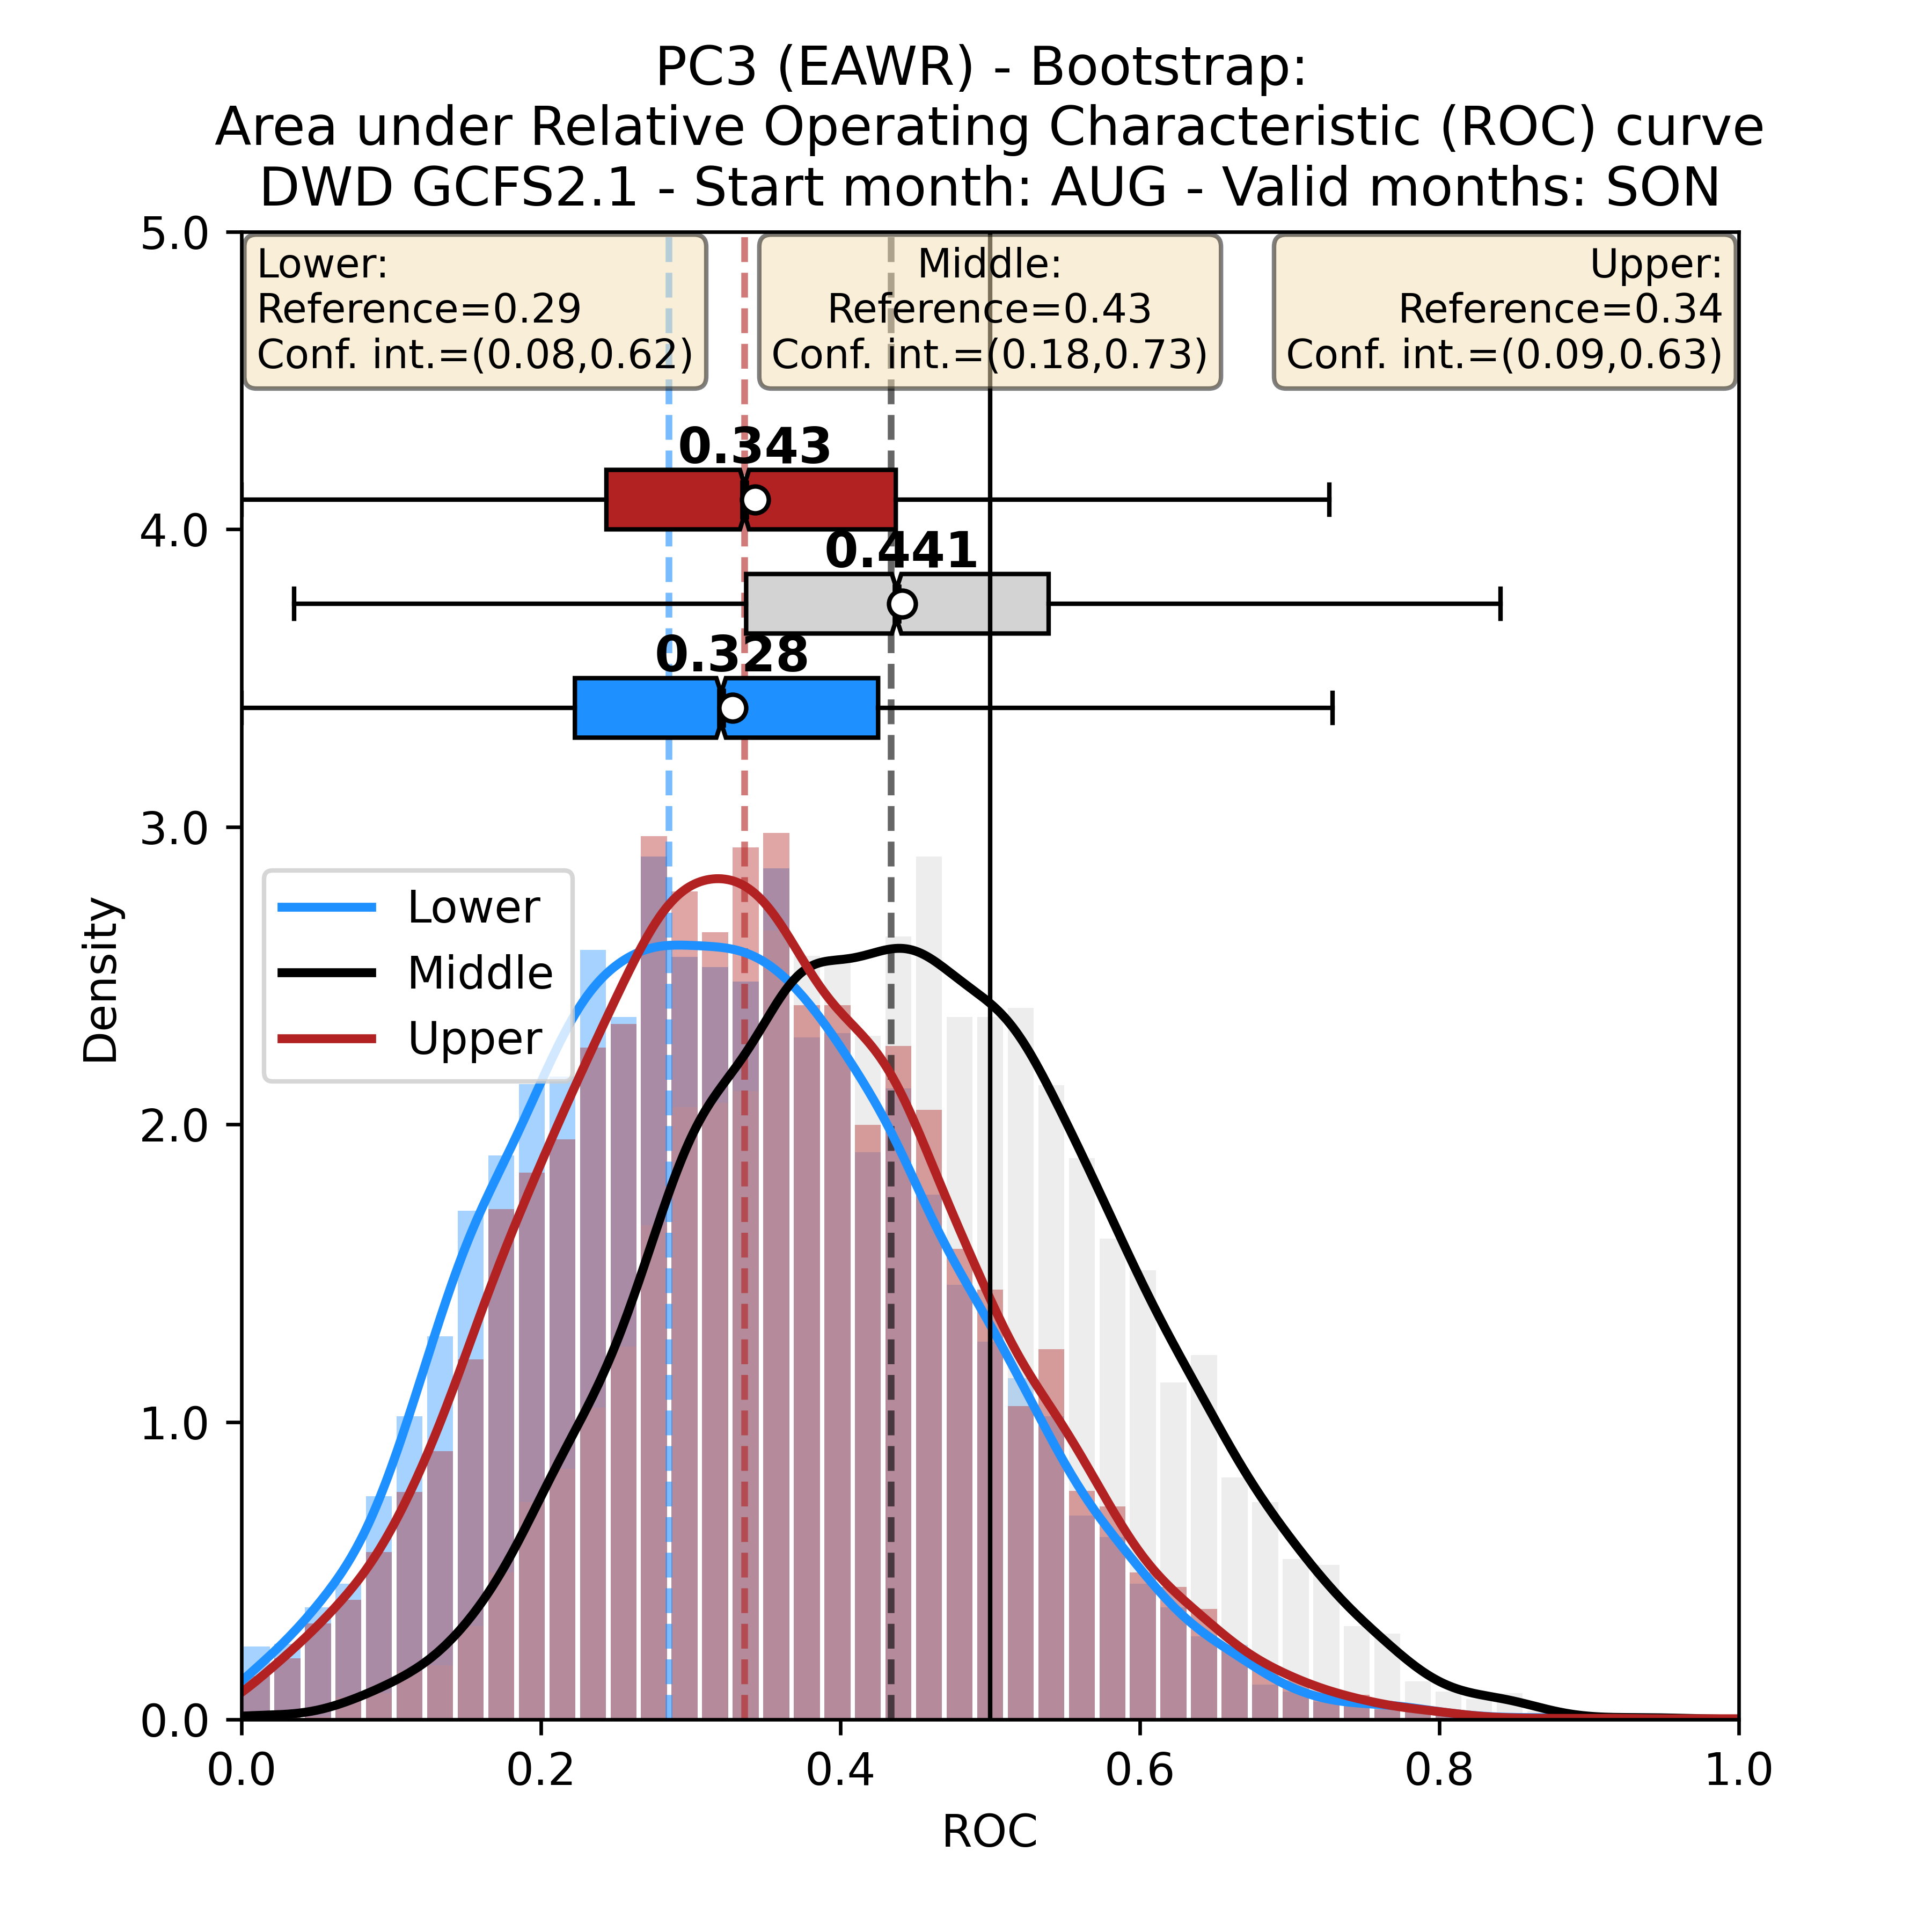 PC3 (EAWR) - Bootstrap:
Area under Relative Operating Characteristic (ROC) curve
DWD GCFS2.1 - Start month: AUG - Valid months: SON
Lower:
Reference=0.29
Conf. int.=(0.08,0.62)
Middle:
Reference=0.43
Conf. int.=(0.18,0.73)
Upper:
Reference=0.34
Conf. int.=(0.09,0.63)
0.343
0.441
0.328
Lower
Middle
Upper
Density
5.0
4.0
3.0
2.0
1.0
0.0
0.0
0.2
0.4
0.6
0.8
1.0
ROC